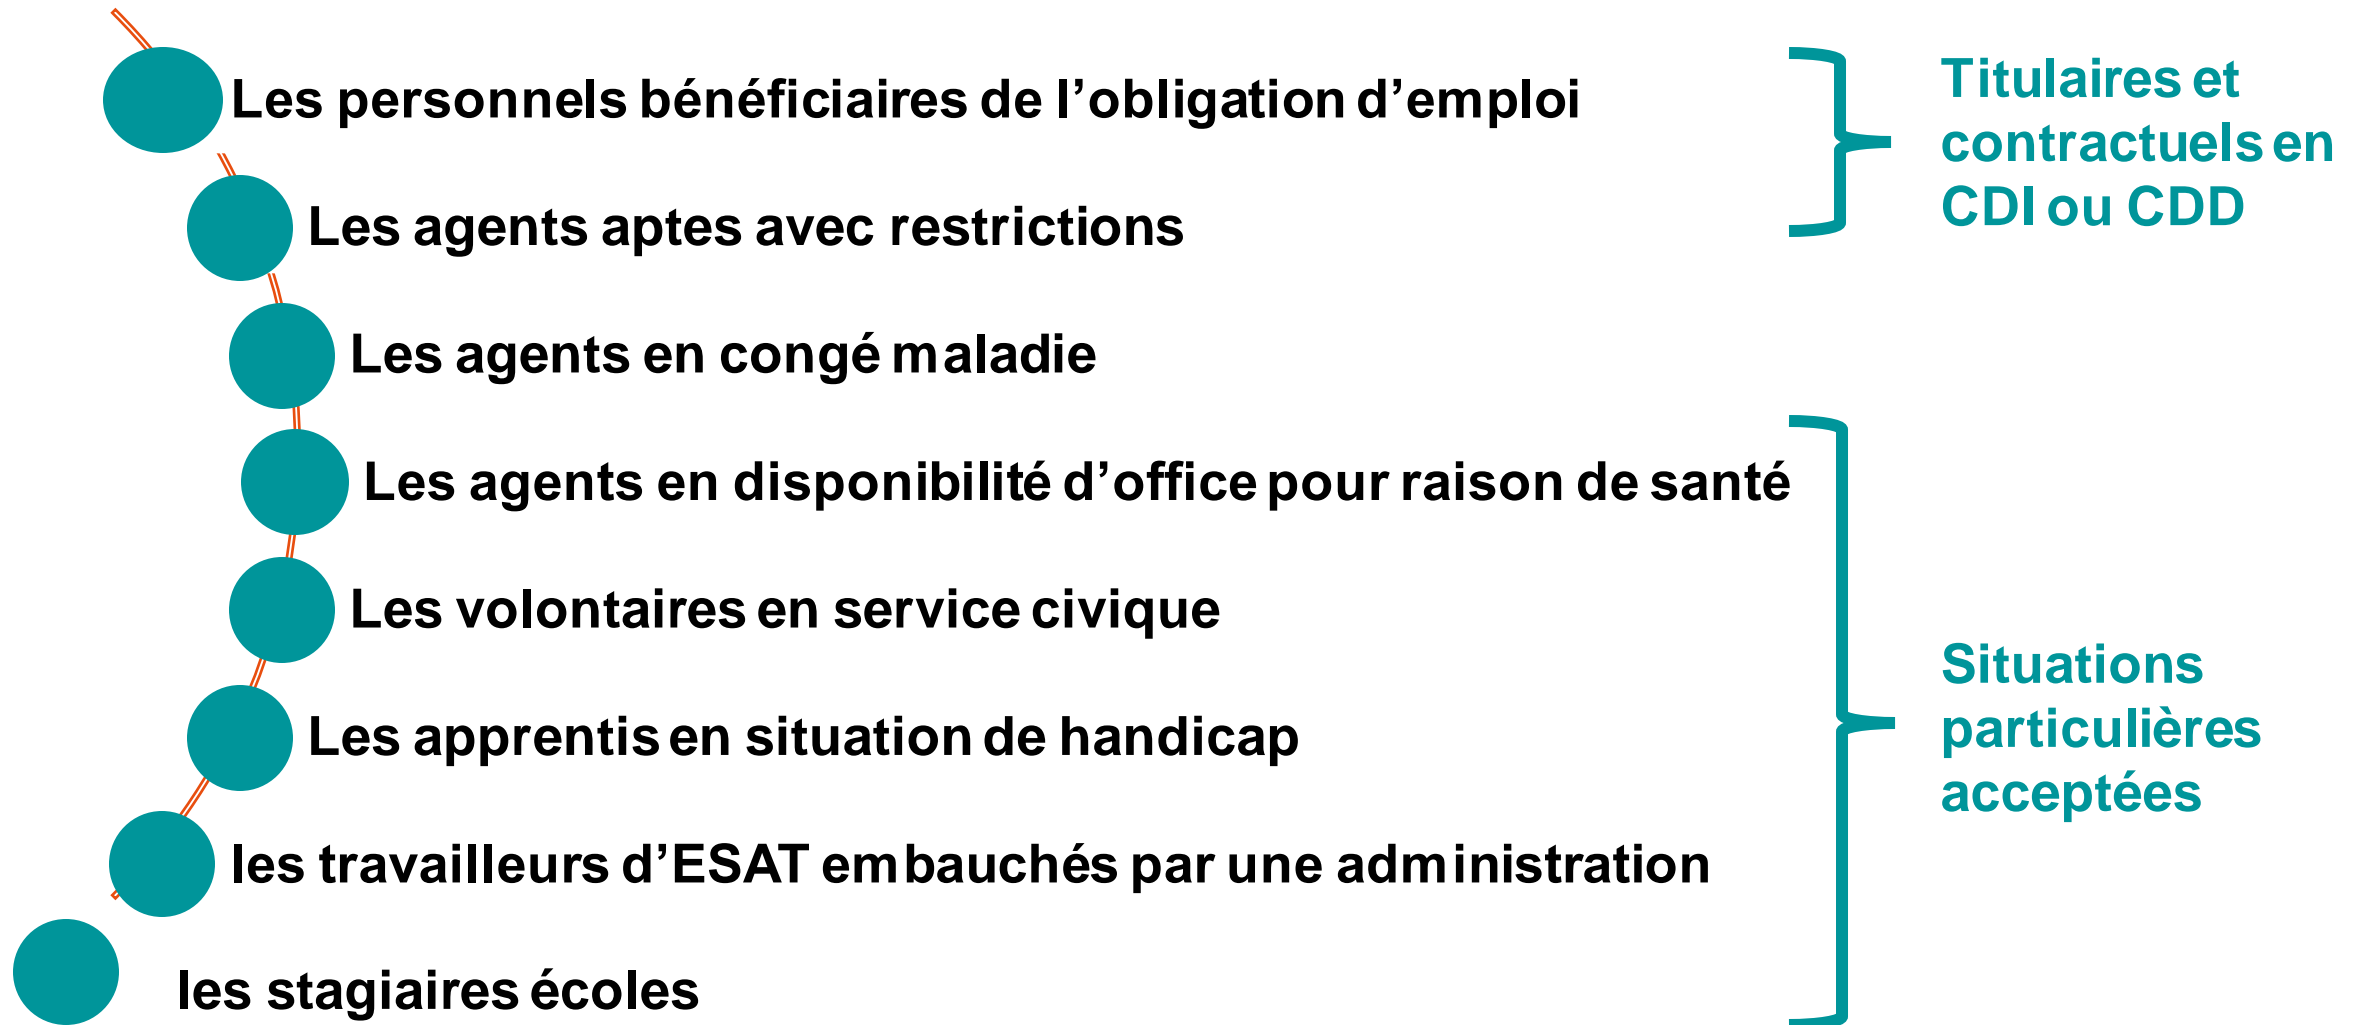 Les personnels bénéficiaires de l’obligation d’emploi
Les agents aptes avec restrictions
Titulaires et
contractuels en
CDI ou CDD
Les agents en congé maladie
Les agents en disponibilité d’office pour raison de santé
Les volontaires en service civique
Les apprentis en situation de handicap
les travailleurs d’ESAT embauchés par une administration
les stagiaires écoles
Situations
particulières
acceptées